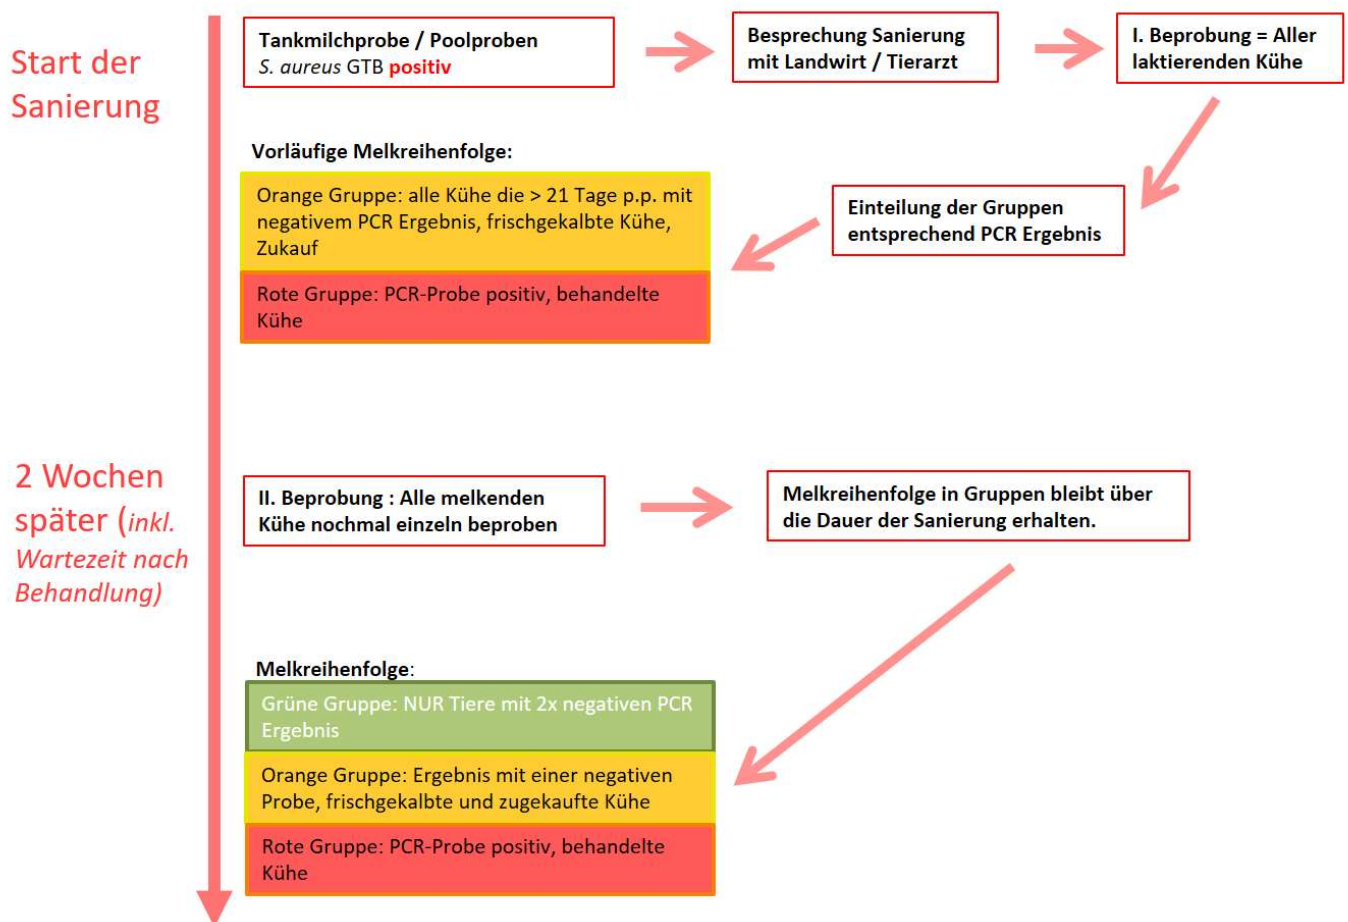 Start der
Sanierung
Tankmilchprobe / Poolproben
S. aureus GTB positiv
Besprechung Sanierung
mit Landwirt / Tierarzt
I. Beprobung = Aller
laktierenden Kühe
Einteilung der Gruppen
entsprechend PCR Ergebnis
Vorläufige Melkreihenfolge:
Orange Gruppe: alle Kühe die > 21 Tage p.p. mit
negativem PCR Ergebnis, frischgekalbte Kühe,
Zukauf
Rote Gruppe: PCR-Probe positiv, behandelte
Kühe
2 Wochen
später (inkl.
Wartezeit nach
Behandlung)
II. Beprobung : Alle melkenden
Kühe nochmal einzeln beproben
Melkreihenfolge in Gruppen bleibt über
die Dauer der Sanierung erhalten.
Melkreihenfolge:
Grüne Gruppe: NUR Tiere mit 2x negativen PCR
Ergebnis
Orange Gruppe: Ergebnis mit einer negativen
Probe, frischgekalbte und zugekaufte Kühe
Rote Gruppe: PCR-Probe positiv, behandelte
Kühe